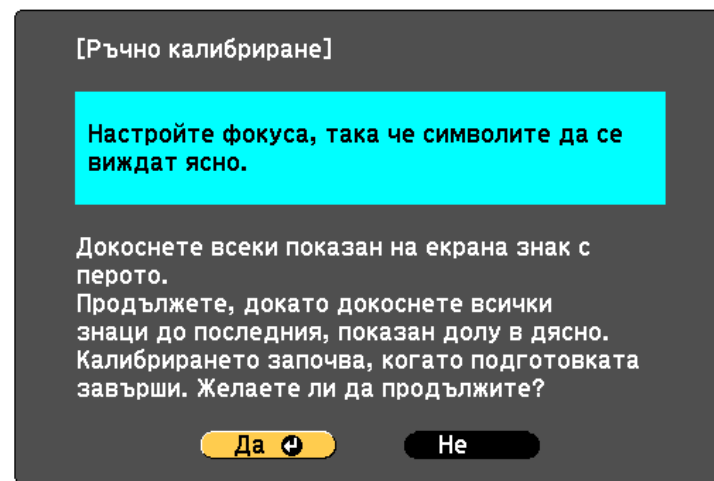 [Ръчно калибриране]
Настройте фокуса, така че символите да се
виждат ясно.
Докоснете всеки показан на екрана знак с
перото.
Продължете, докато докоснете всички
знаци до последния, показан долу в дясно.
Калибрирането започва, когато подготовката
завърши. Желаете ли да продължите?
Да
Не